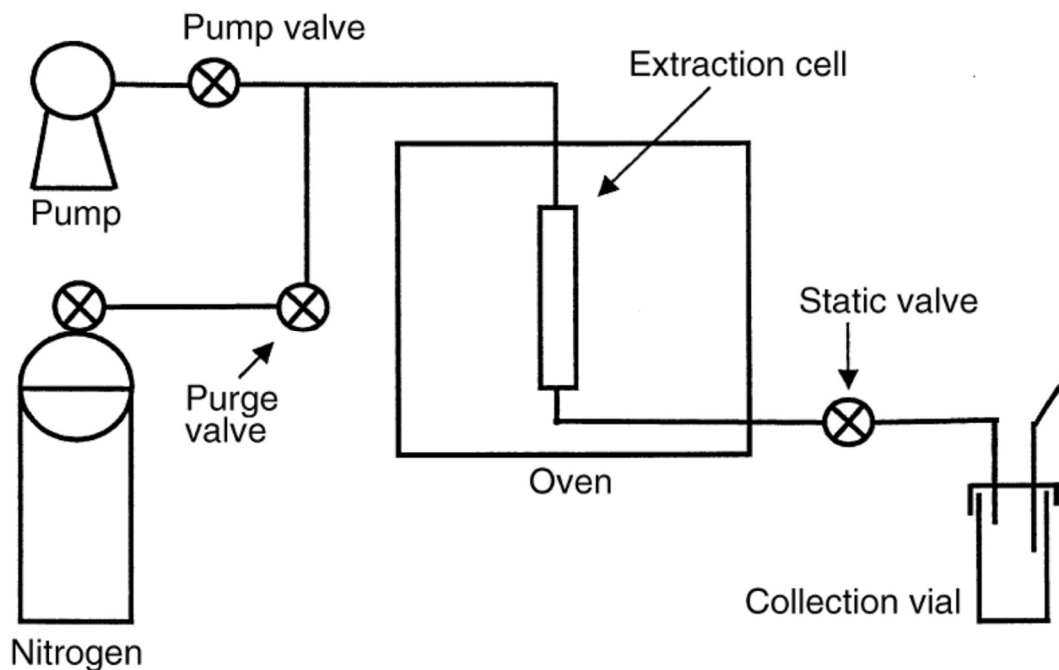 Pump valve
Extraction cell
Pump
Static valve
Purge
valve
Oven
Collection vial
Nitrogen